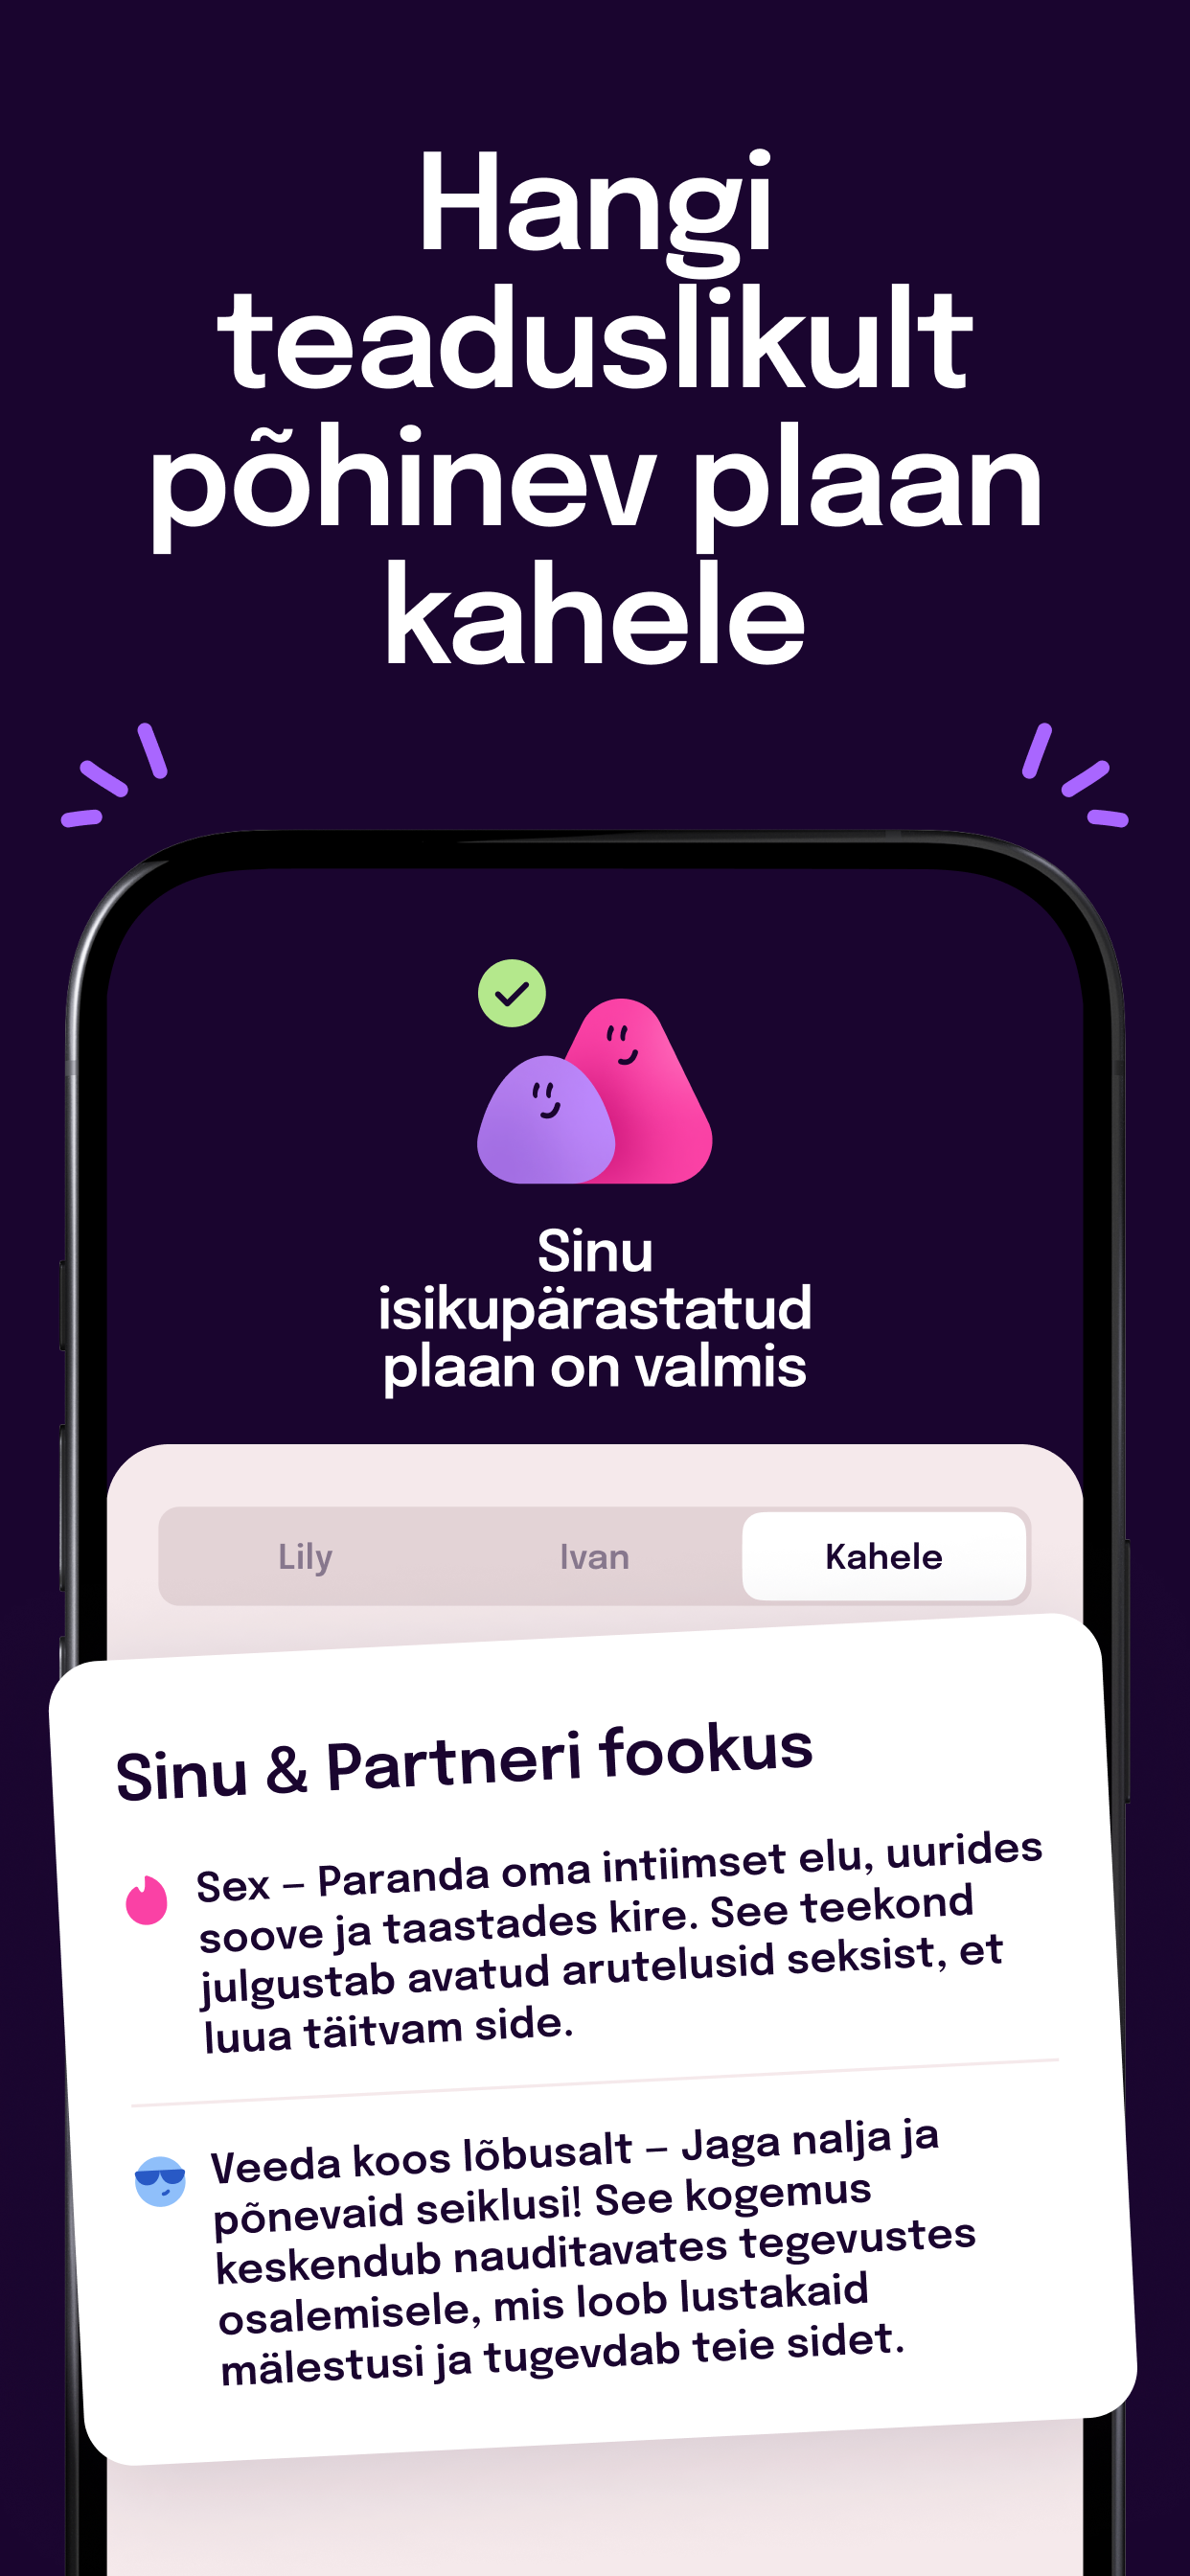 Hangi
teaduslikult
põhinev plaan
kahele
Sinu
isikupärastatud
plaan on valmis
Lily
Ivan
Kahele
Sinu & Partneri fookus
Sex – Paranda oma intiimset elu, uurides
soove ja taastades kire. See teekond
julgustab avatud arutelusid seksist, et
luua täitvam side.
Veeda koos lõbusalt – Jaga nalja ja
põnevaid seiklusi! See kogemus
keskendub nauditavates tegevustes
osalemisele, mis loob lustakaid
mälestusi ja tugevdab teie sidet.